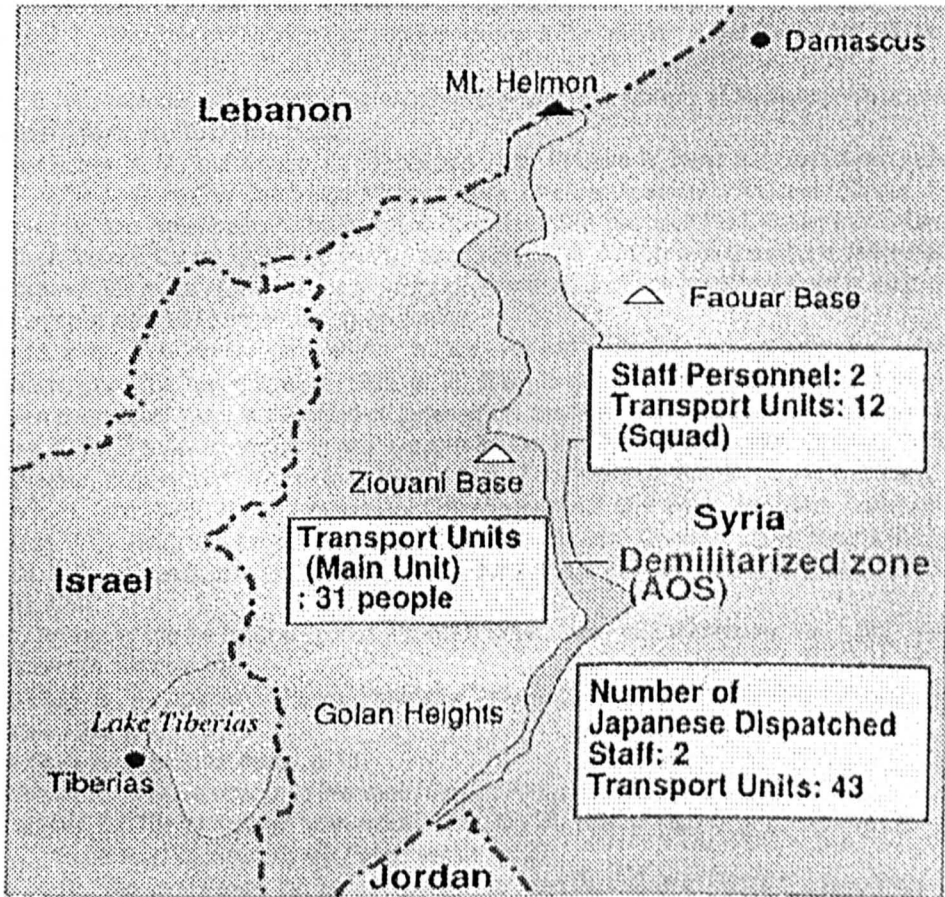 Damascus
Mt. Helmon
Lebanon
Faouar Base
Staff Personnel: 2
Transport Units: 12
(Squad)
Ziouani Base
Syria
Transport Units
(Main Unit)
: 31 people
Demilitarized zone
(AOS)
Israel
Number of
Japanese Dispatched
Staff: 2
Transport Units: 43
Golan Heights
Lake Tiberias
Tiberias
Jordan